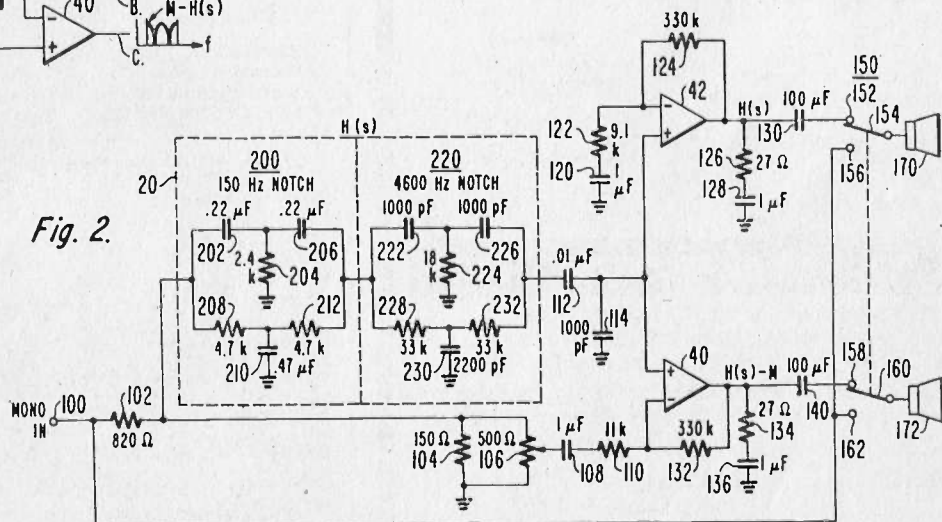 40
B.
M-H(s)
f
C.
Fig. 2.
H(s)
20
200
150 Hz NOTCH
.22 µF
.22 µF
202
206
2.4 k
204
208
212
4.7 k
4.7 k
210
.47 µF
220
4600 Hz NOTCH
1000 pF
1000 pF
222
226
18 k
224
228
232
33 k
33 k
230
2200 pF
.01 µF
112
114
1000 pF
330 k
124
42
H(s)
122
9.1 k
120
1 µF
126
27 Ω
128
1 µF
100 µF
130
150
152
154
156
170
MONO IN
100
102
820 Ω
150 Ω
104
500 Ω
106
1 µF
108
11k
110
330 k
132
40
H(s)-M
27 Ω
134
136
1 µF
100 µF
140
158
160
162
172